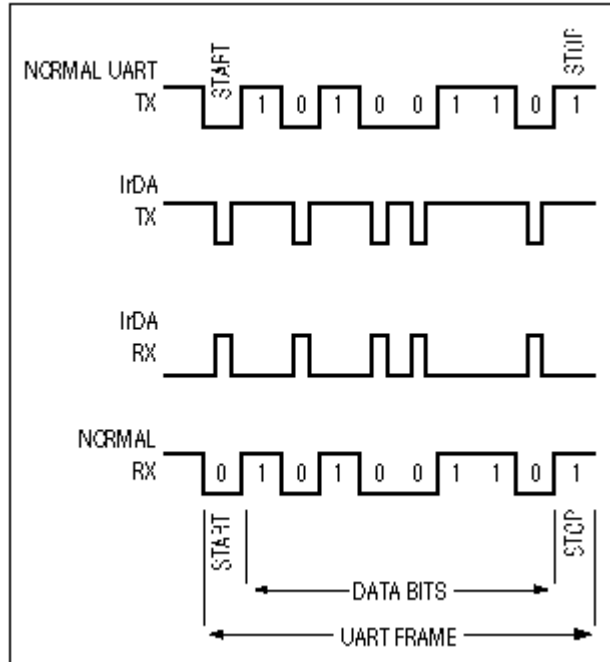 START
STOP
NORMAL UART
TX
1 0 1 0 0 1 1 0 1
IrDA
TX
IrDA
RX
NORMAL
RX
0 1 0 1 0 0 1 1 0 1
START
STOP
DATA BITS
UART FRAME